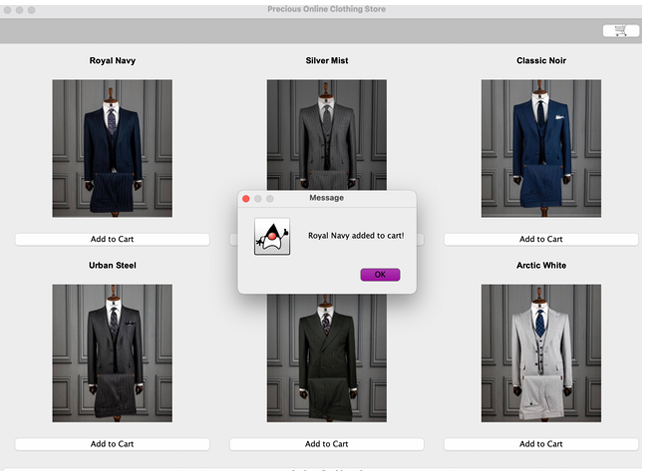 Precious Online Clothing Store
Royal Navy
Silver Mist
Classic Noir
Add to Cart
Add to Cart
Message
Royal Navy added to cart!
OK
Urban Steel
Arctic White
Add to Cart
Add to Cart
Add to Cart